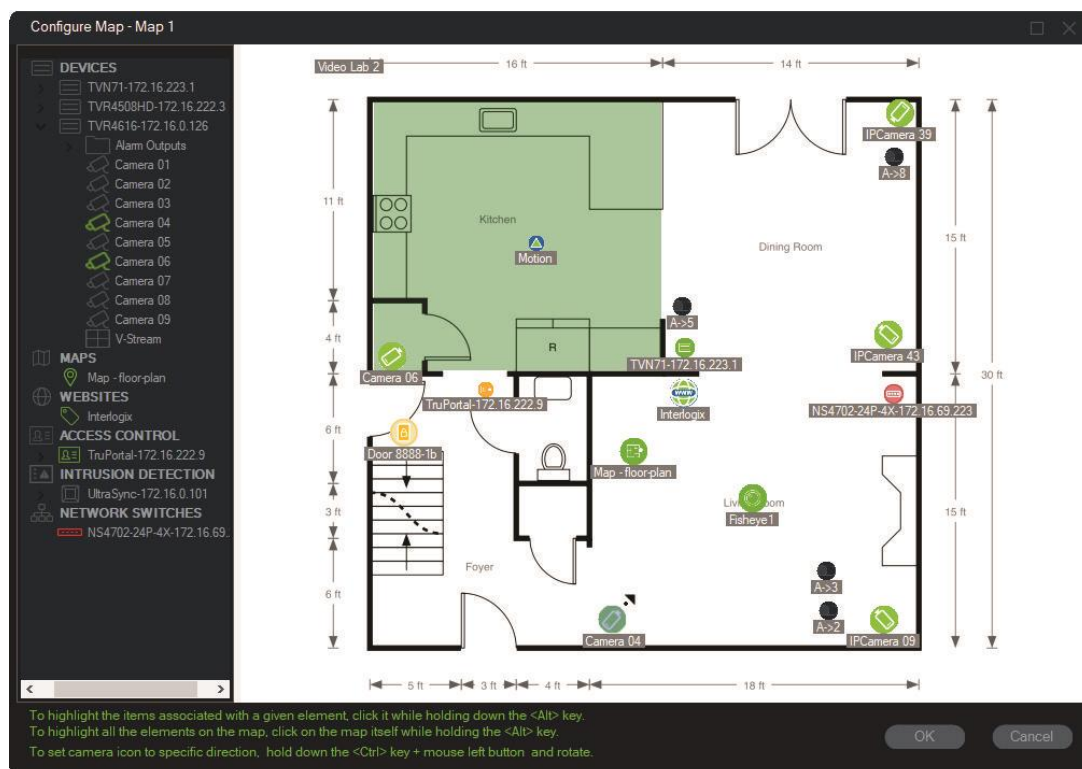 Configure Map - Map 1
DEVICES
TVN71-172.16.223.1
TVR4508HD-172.16.222.3
TVR4616-172.16.0.126
Alarm Outputs
Camera 01
Camera 02
Camera 03
Camera 04
Camera 05
Camera 06
Camera 07
Camera 08
Camera 09
V-Stream
MAPS
Map - floor-plan
WEBSITES
Interlogix
ACCESS CONTROL
TruPortal-172.16.222.9
INTRUSION DETECTION
UltraSync-172.16.0.101
NETWORK SWITCHES
NS4702-24P-4X-172.16.69..
Video Lab 2
16 ft
14 ft
IPCamera 39
A->8
11 ft
Kitchen
Motion
Dining Room
15 ft
A->5
4 ft
R
TVN71-172.16.223.1
IPCamera 43
Camera 06
30 ft
TruPortal-172.16.222.9
WWW
Interlogix
NS4702-24P-4X-172.16.69.223
6 ft
Door 8888-1b
Map - floor-plan
Living Room
Fisheye 1
3 ft
15 ft
Foyer
A->3
6 ft
A->2
Camera 04
IPCamera 09
5 ft
3 ft
4 ft
18 ft
To highlight the items associated with a given element, click it while holding down the <Alt> key.
To highlight all the elements on the map, click on the map itself while holding the <Alt> key.
To set camera icon to specific direction, hold down the <Ctrl> key + mouse left button and rotate.
OK
Cancel